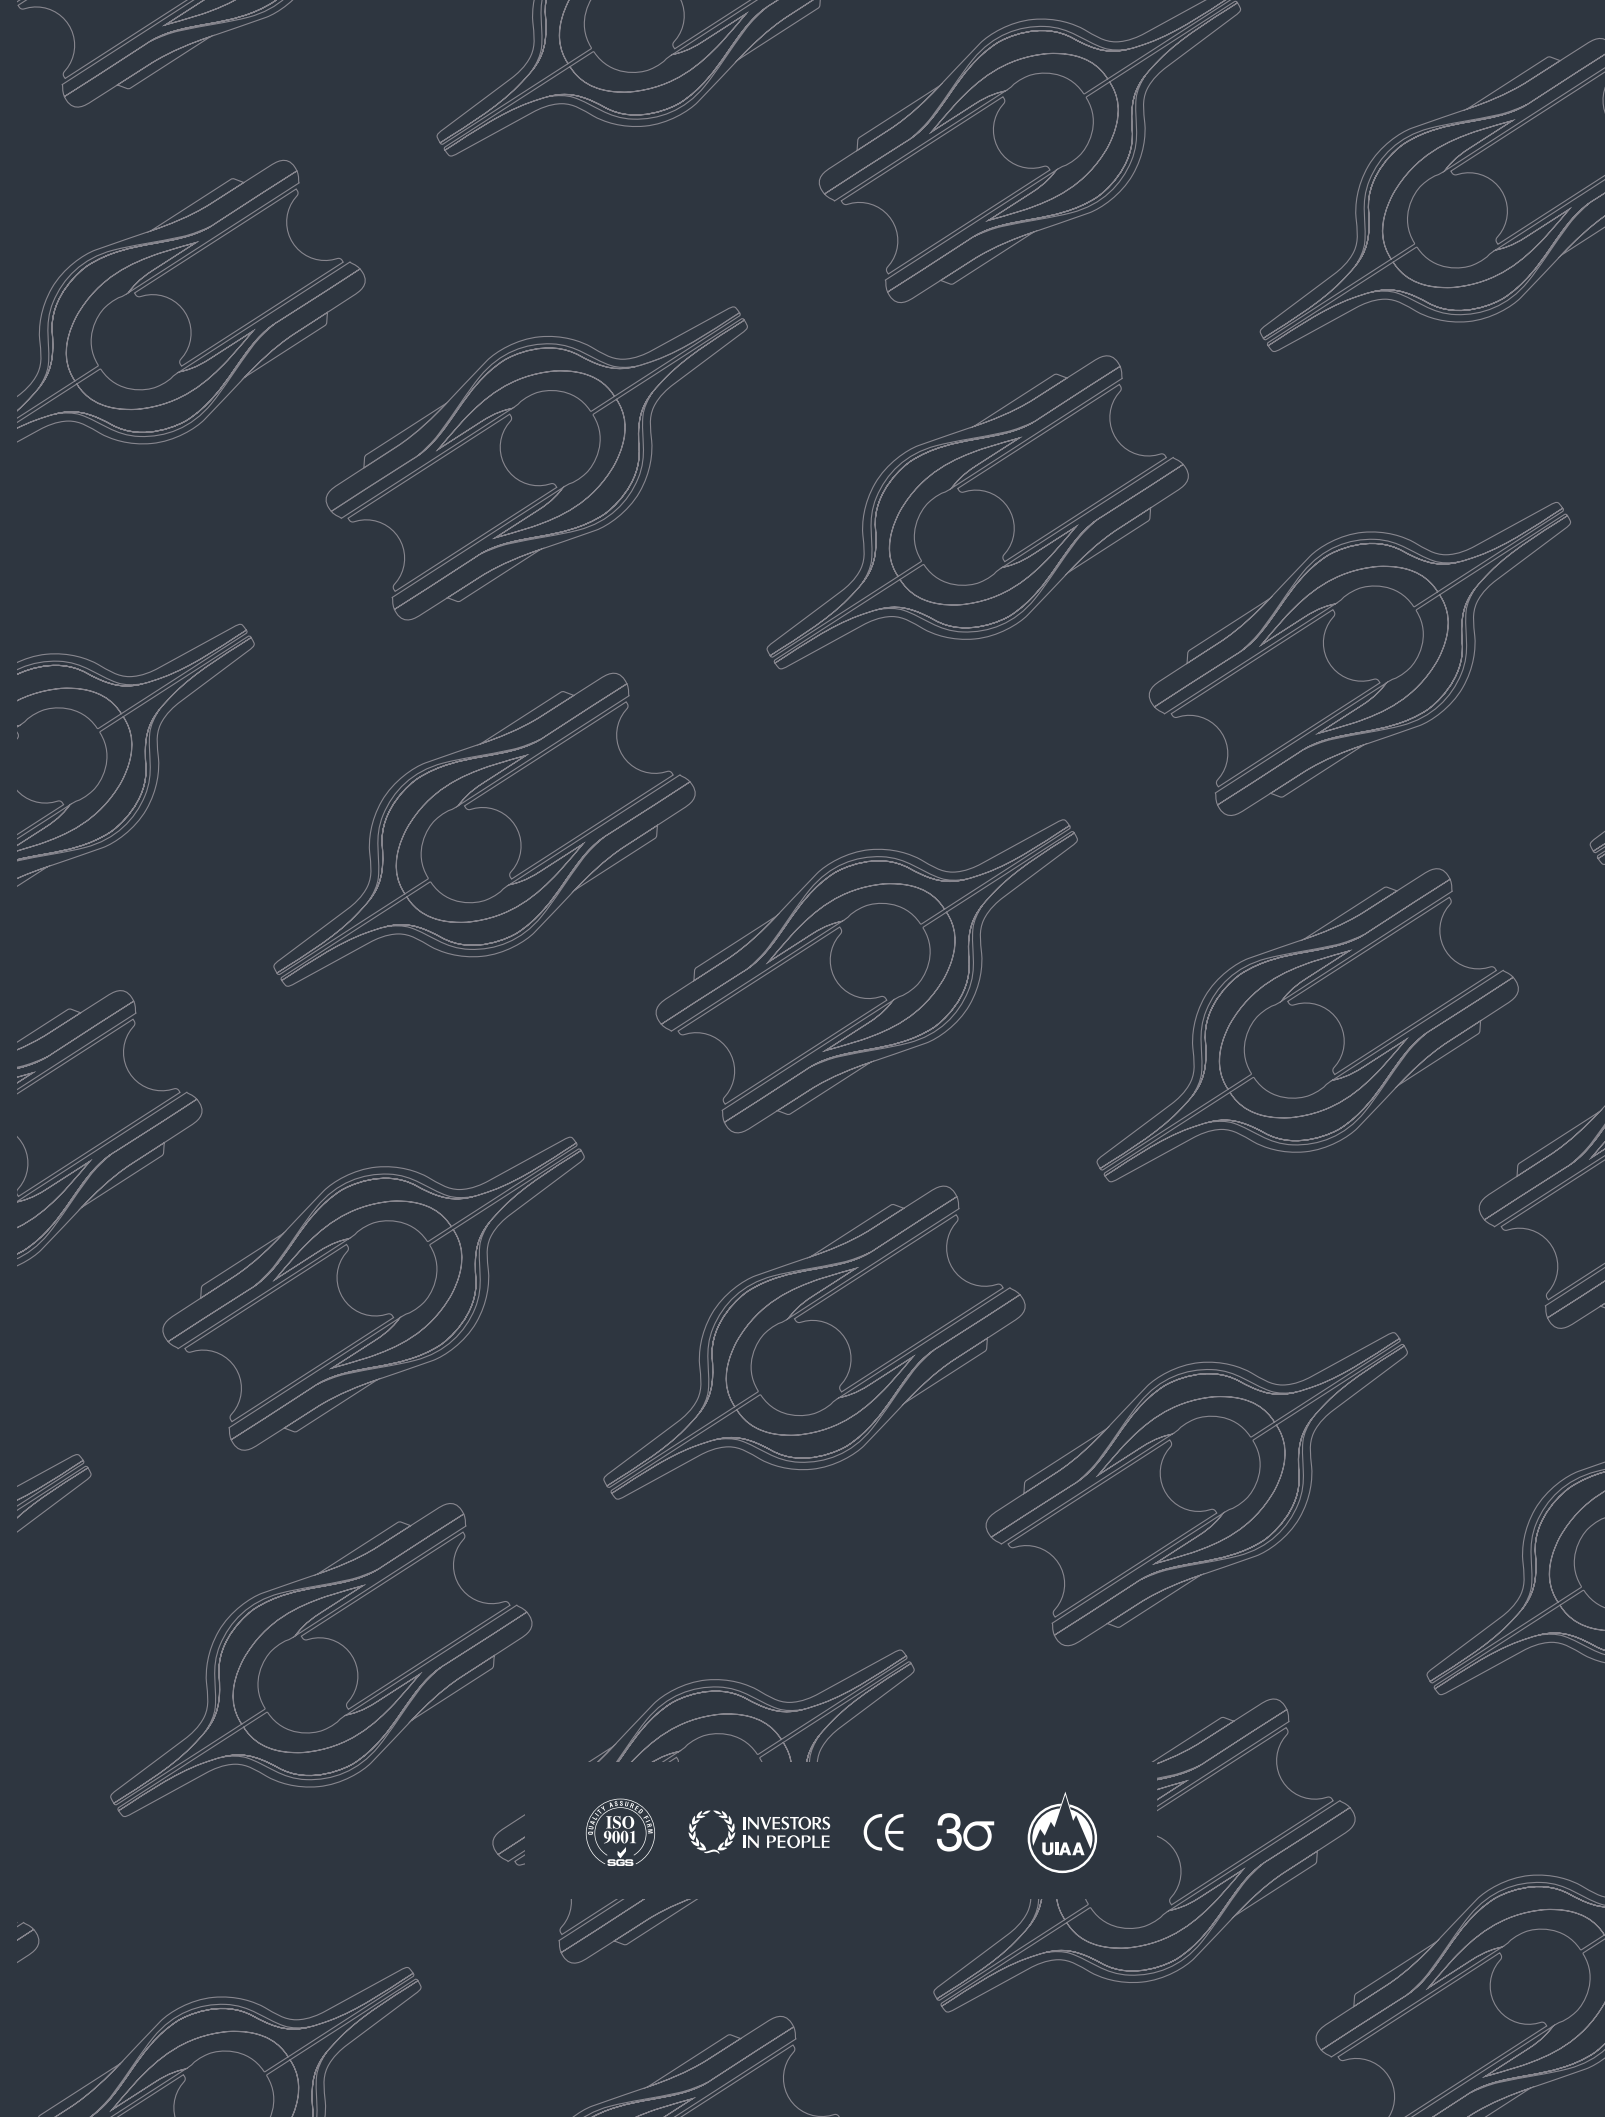 QUALITY ASSURED FIRM
ISO
9001
SGS
INVESTORS
IN PEOPLE
CE
3σ
UIAA